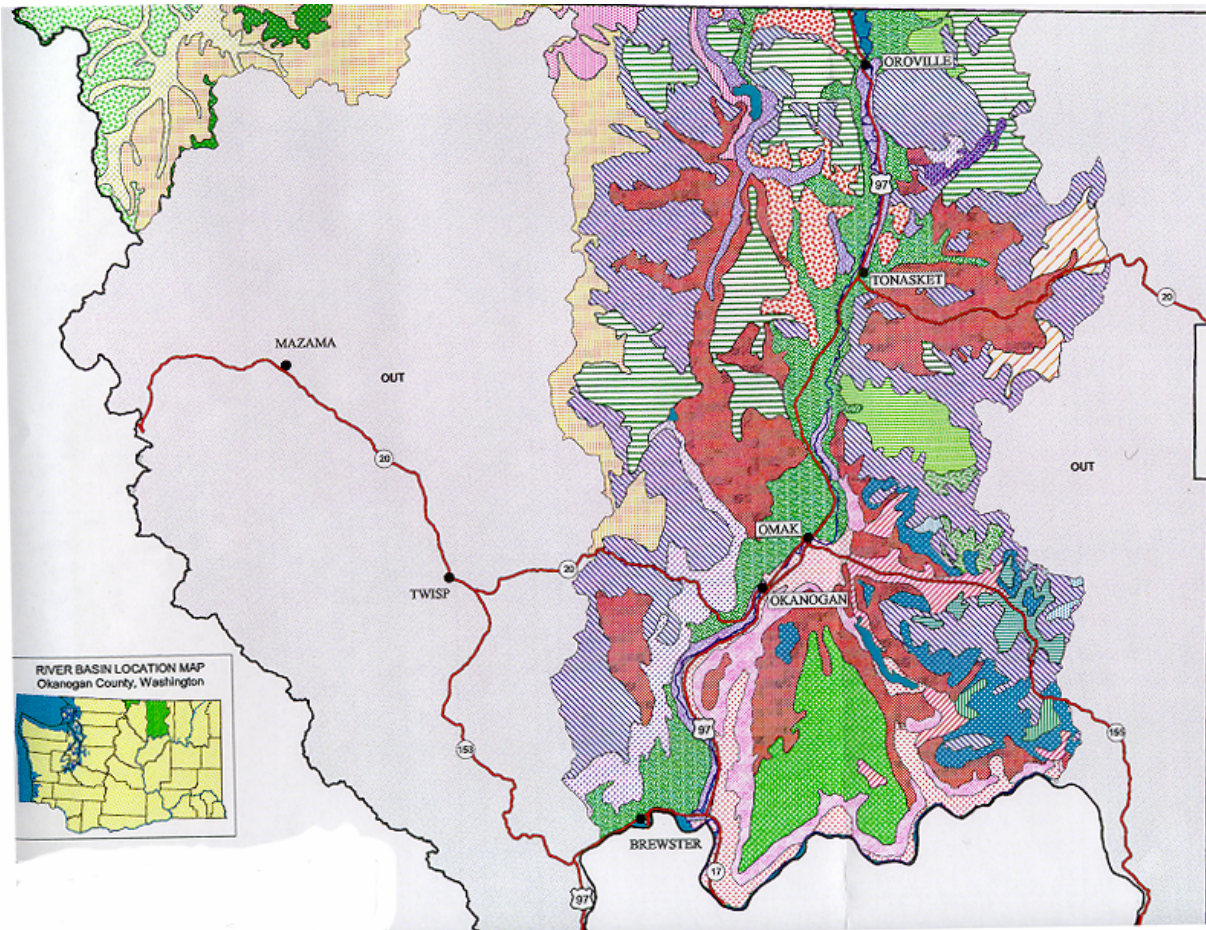 OROVILLE
97
TONASKET
20
MAZAMA
OUT
20
OUT
OMAK
20
TWISP
OKANOGAN
RIVER BASIN LOCATION MAP
Okanogan County, Washington
97
153
155
BREWSTER
17
97